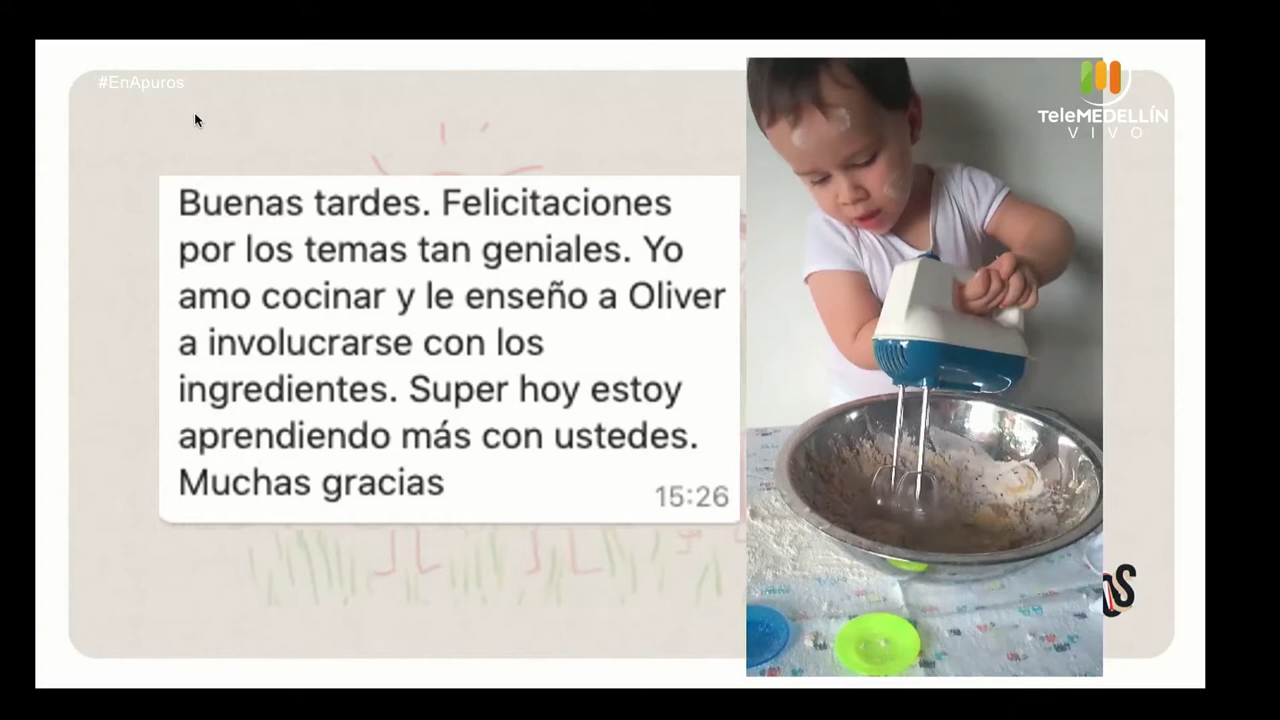 #EnApuros
TeleMEDELLÍN
VIVO
Buenas tardes. Felicitaciones
por los temas tan geniales. Yo
amo cocinar y le enseño a Oliver
a involucrarse con los
ingredientes. Super hoy estoy
aprendiendo más con ustedes.
Muchas gracias
15:26